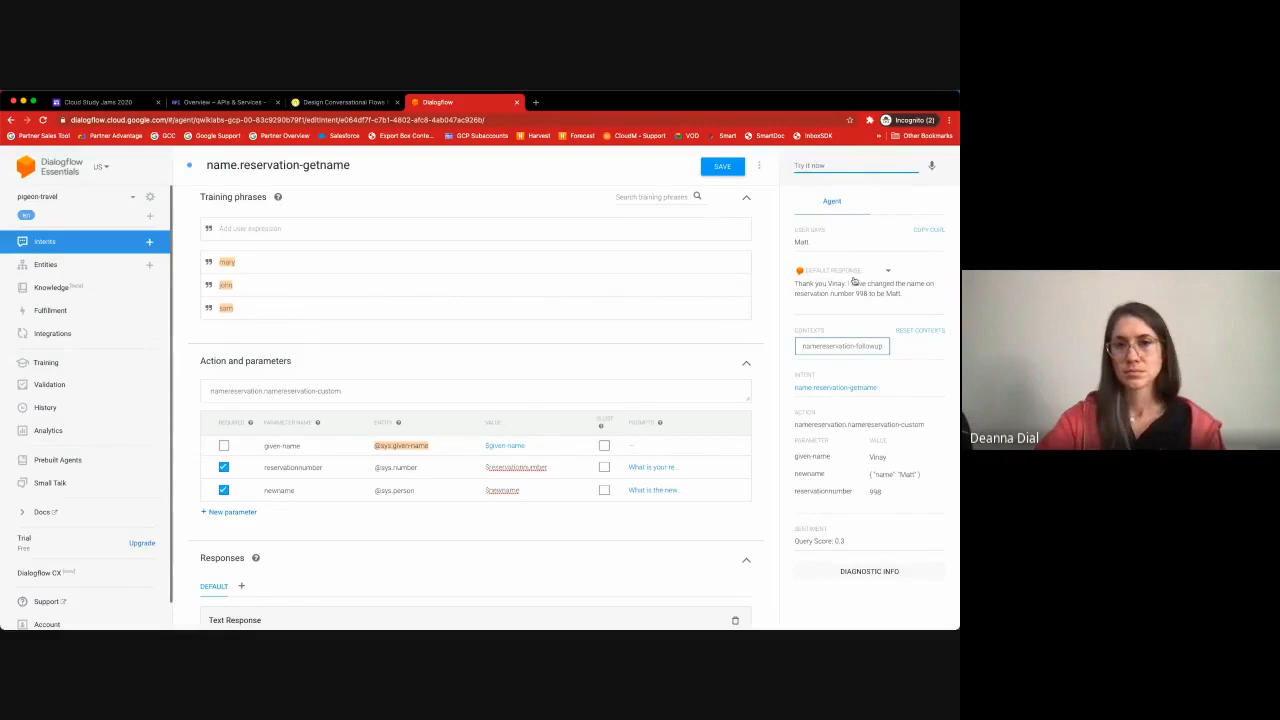 Cloud Study Jams 2020
Overview – APIs & Services -
Design Conversational Flows
Dialogflow
dialogflow.cloud.google.com/#/agent/qwiklabs-gcp-00-83c9290b79f1/editIntent/e064df7f-c7b1-4802-afc8-4ab047ac926b/
Incognito (2)
Partner Sales Tool
Partner Advantage
GCC
Google Support
Partner Overview
Salesforce
Export Box Conte...
GCP Subaccounts
Harvest
Forecast
CloudM - Support
VOD
Smart
SmartDoc
InboxSDK
Other Bookmarks
Dialogflow
Essentials
US
pigeon-travel
en
Intents
Entities
Knowledge [beta]
Fulfillment
Integrations
Training
Validation
History
Analytics
Prebuilt Agents
Small Talk
Docs
Trial
Free
Upgrade
Dialogflow CX [new]
Support
Account
name.reservation-getname
SAVE
Training phrases
Search training phrases
Add user expression
mary
john
sam
Action and parameters
namereservation.namereservation-custom
REQUIRED
PARAMETER NAME
ENTITY
VALUE
IS LIST
PROMPTS
given-name
@sys.given-name
$given-name
–
reservationnumber
@sys.number
$reservationnumber
What is your re...
newname
@sys.person
$newname
What is the new...
+ New parameter
Responses
DEFAULT
Text Response
Try it now
Agent
USER SAYS
COPY CURL
Matt
DEFAULT RESPONSE
Thank you Vinay. I have changed the name on
reservation number 998 to be Matt.
CONTEXTS
RESET CONTEXTS
namereservation-followup
INTENT
name.reservation-getname
ACTION
namereservation.namereservation-custom
PARAMETER
VALUE
given-name
Vinay
newname
{ "name": "Matt" }
reservationnumber
998
SENTIMENT
Query Score: 0.3
DIAGNOSTIC INFO
Deanna Dial